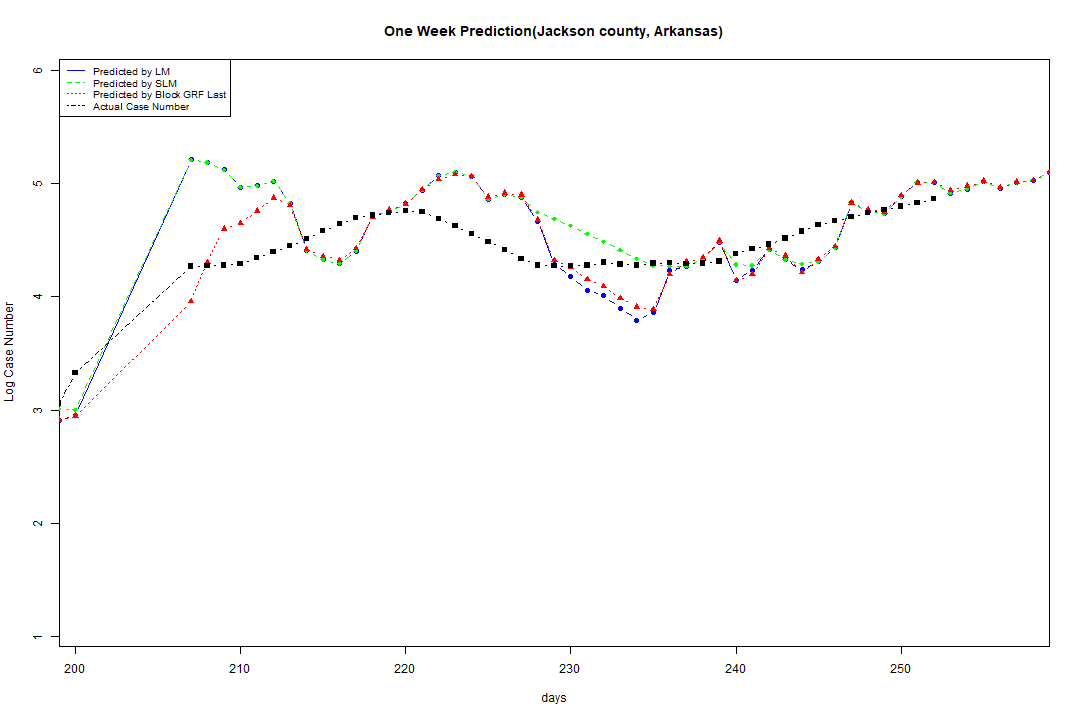 One Week Prediction(Jackson county, Arkansas)
Predicted by LM
Predicted by SLM
Predicted by Block GRF Last
Actual Case Number
6
5
4
3
2
1
Log Case Number
200 210 220 230 240 250
days